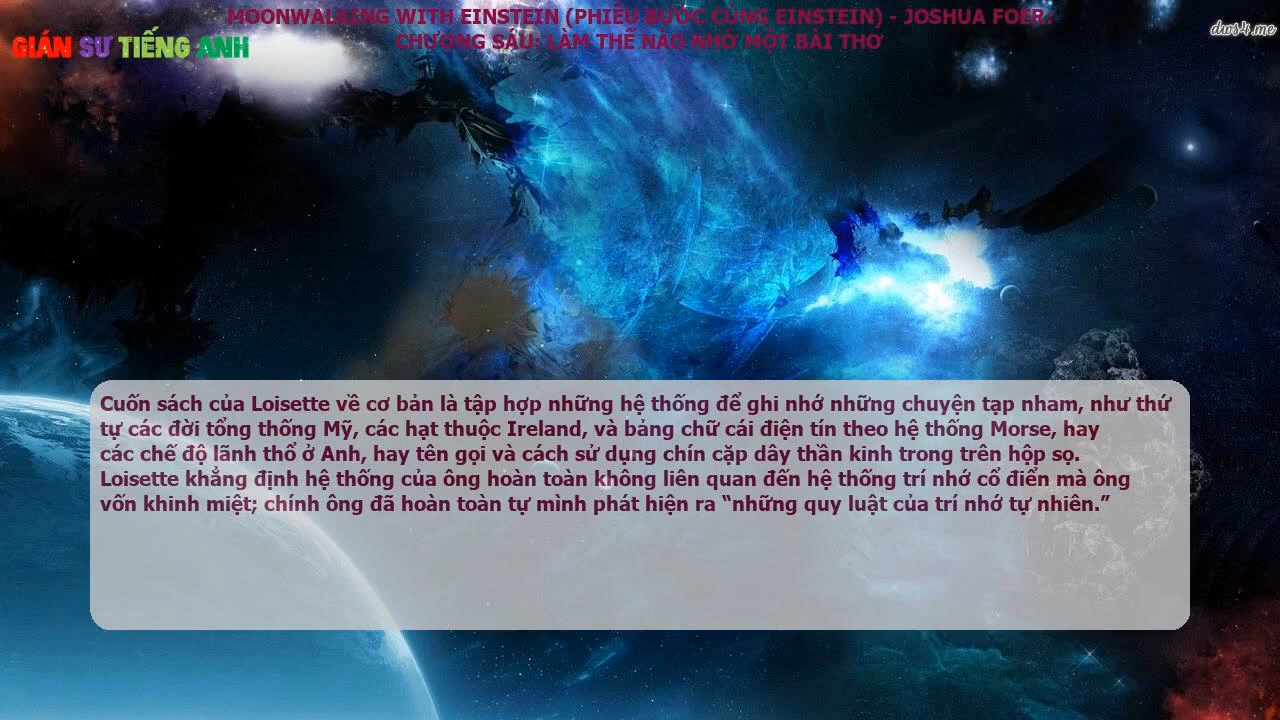 MOONWALKING WITH EINSTEIN (PHIÊU BƯỚC CÙNG EINSTEIN) - JOSHUA FOER:
CHƯƠNG SÁU: LÀM THẾ NÀO NHỚ MỘT BÀI THƠ
GIÁN SỨ TIẾNG ANH
dws4.me
Cuốn sách của Loisette về cơ bản là tập hợp những hệ thống để ghi nhớ những chuyện tạp nham, như thứ
tự các đời tổng thống Mỹ, các hạt thuộc Ireland, và bảng chữ cái điện tín theo hệ thống Morse, hay
các chế độ lãnh thổ ở Anh, hay tên gọi và cách sử dụng chín cặp dây thần kinh trong trên hộp sọ.
Loisette khẳng định hệ thống của ông hoàn toàn không liên quan đến hệ thống trí nhớ cổ điển mà ông
vốn khinh miệt; chính ông đã hoàn toàn tự mình phát hiện ra “những quy luật của trí nhớ tự nhiên.”